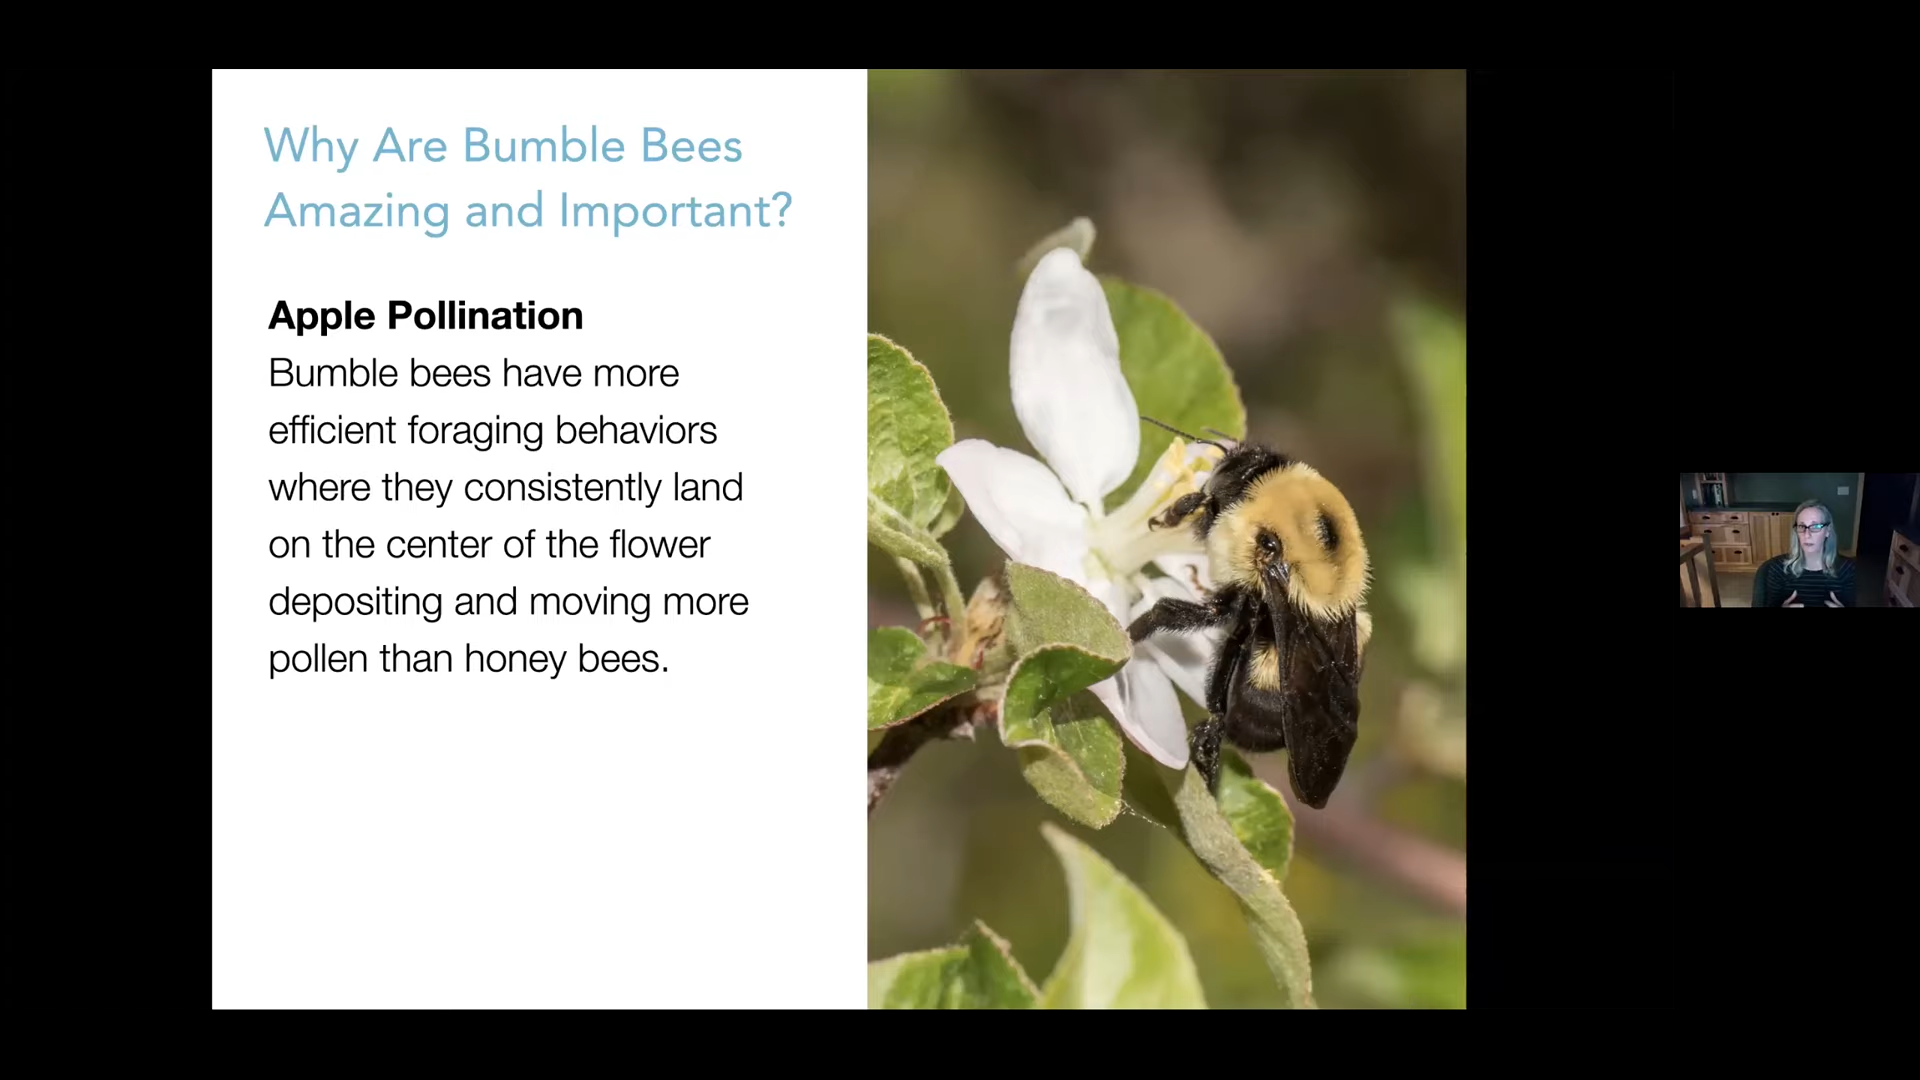 Why Are Bumble Bees
Amazing and Important?
Apple Pollination
Bumble bees have more
efficient foraging behaviors
where they consistently land
on the center of the flower
depositing and moving more
pollen than honey bees.